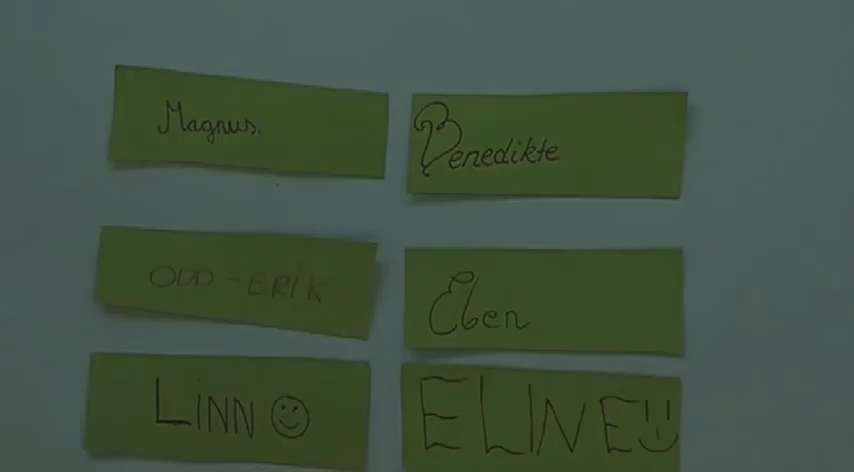 Magnus.
Benedikte
ODD-ERIK
Eben
LINN
ELINE